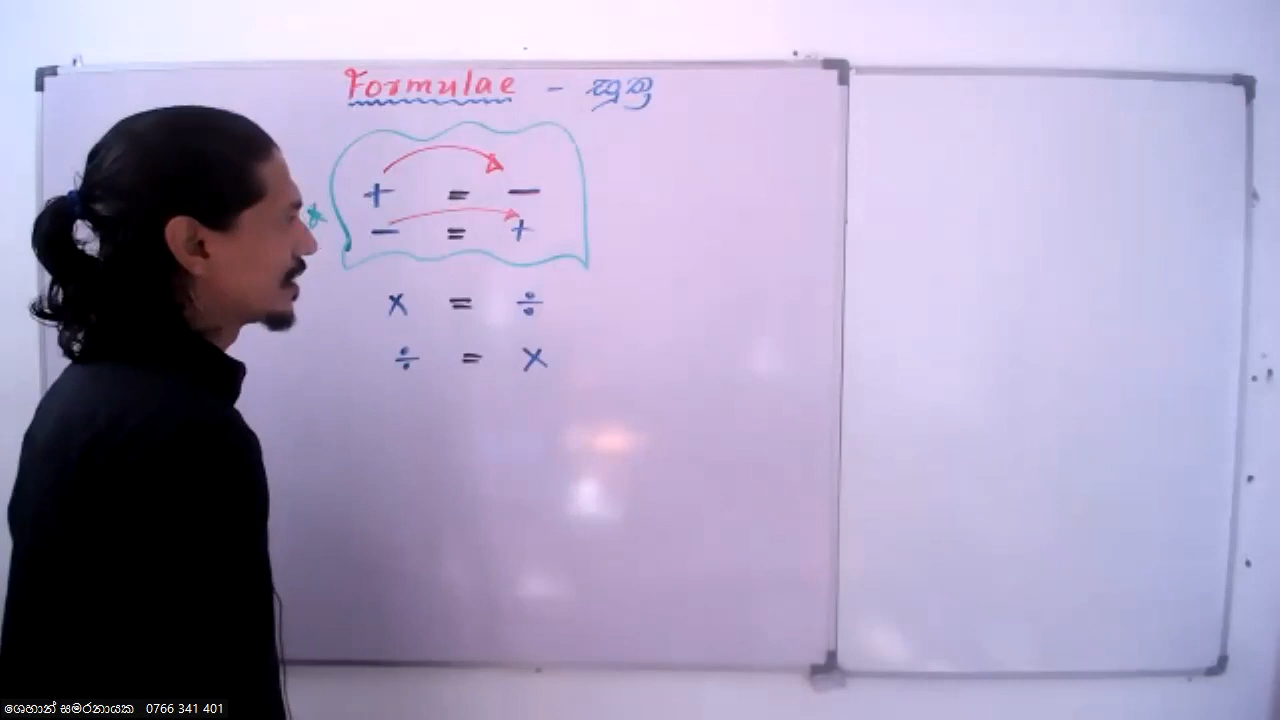 Formulae - සූත්‍ර
+ = -
* - = +
x = ÷
÷ = x
ශෙහාන් සමරනායක 0766 341 401